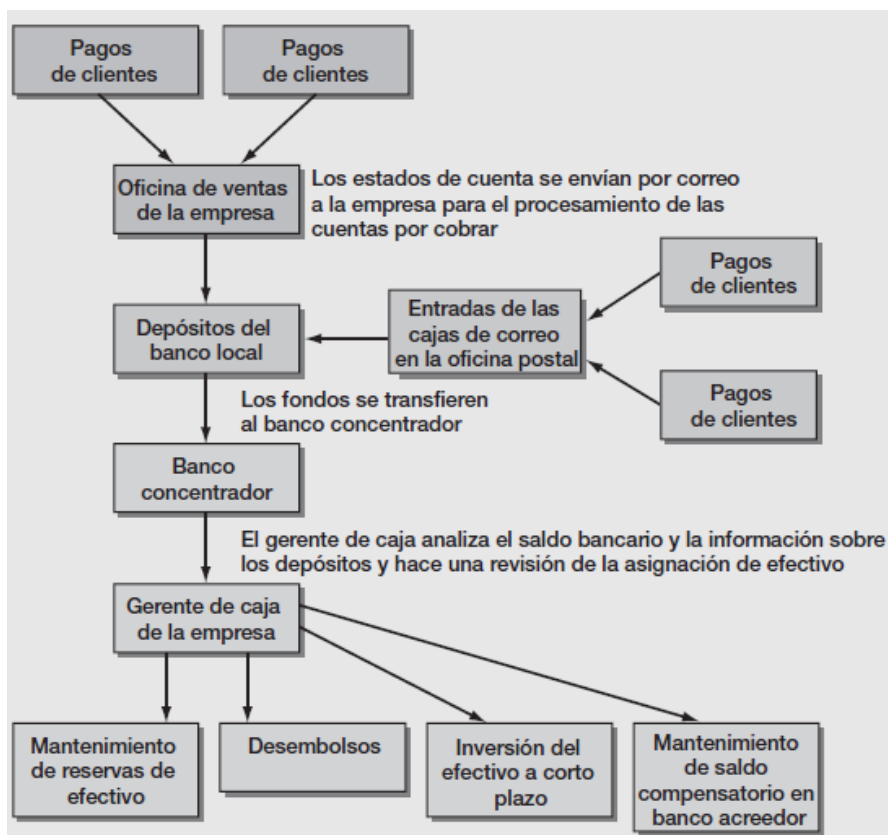 Pagos
de clientes
Pagos
de clientes
Oficina de ventas
de la empresa
Los estados de cuenta se envían por correo
a la empresa para el procesamiento de las
cuentas por cobrar
Pagos
de clientes
Depósitos del
banco local
Entradas de las
cajas de correo
en la oficina postal
Pagos
de clientes
Los fondos se transfieren
al banco concentrador
Banco
concentrador
El gerente de caja analiza el saldo bancario y la información sobre
los depósitos y hace una revisión de la asignación de efectivo
Gerente de caja
de la empresa
Mantenimiento
de reservas de
efectivo
Desembolsos
Inversión del
efectivo a corto
plazo
Mantenimiento
de saldo
compensatorio en
banco acreedor